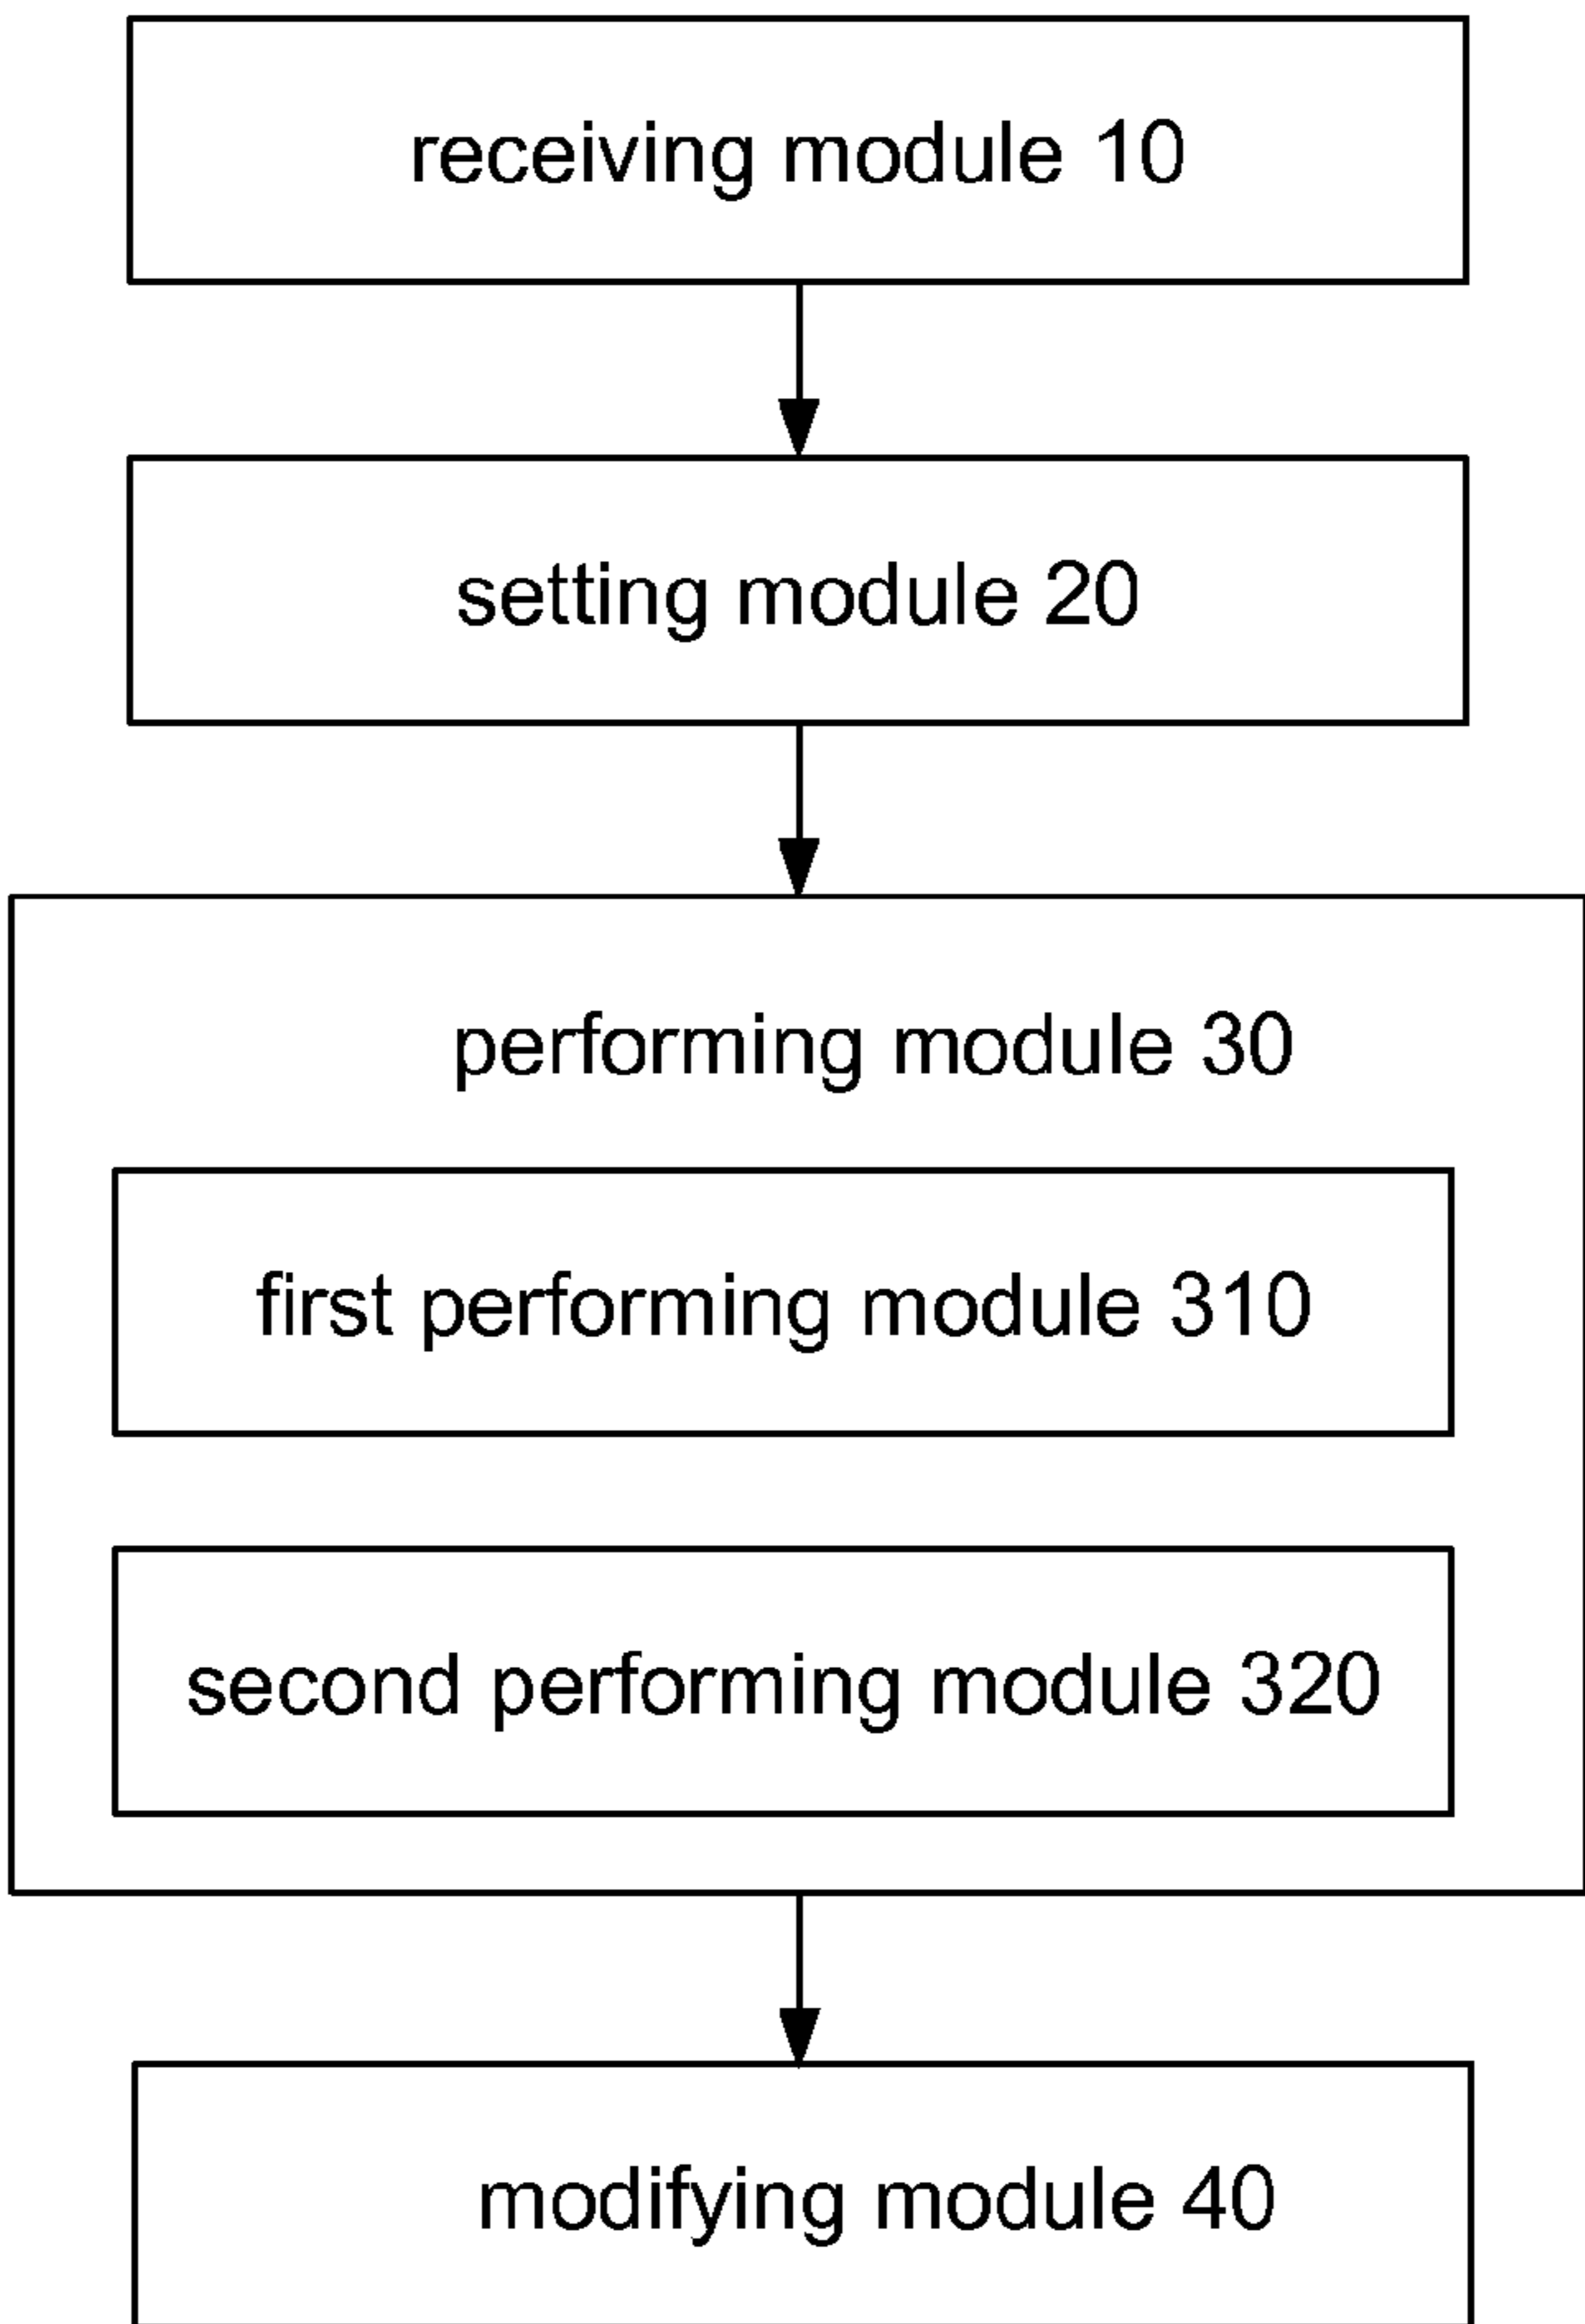 receiving module 10
setting module 20
performing module 30
first performing module 310
second performing module 320
modifying module 40